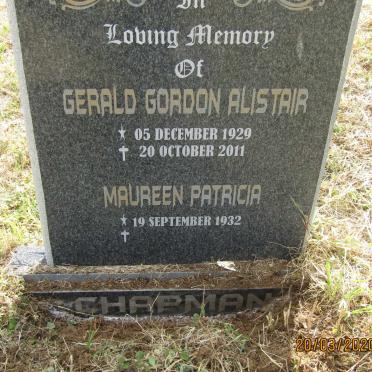 In
Loving Memory
Of
GERALD GORDON ALISTAIR
* 05 DECEMBER 1929
† 20 OCTOBER 2011
MAUREEN PATRICIA
* 19 SEPTEMBER 1932
†
CHAPMAN
20/03/2020